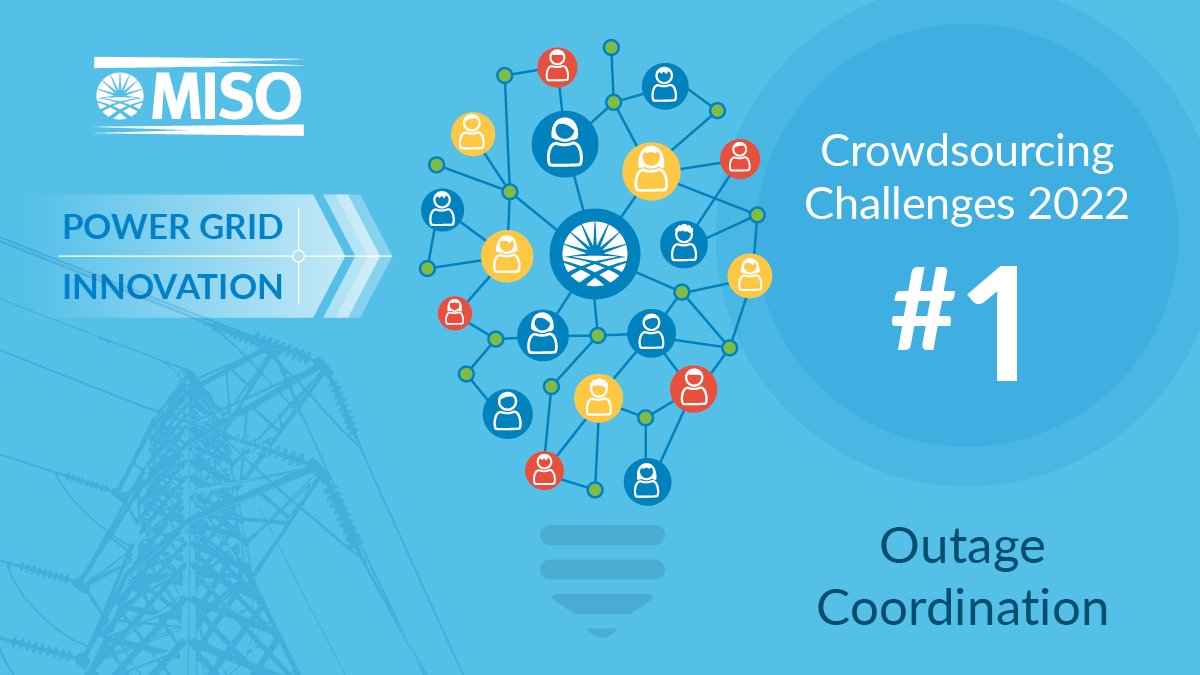 MISO
POWER GRID
INNOVATION
Crowdsourcing
Challenges 2022
#1
Outage
Coordination